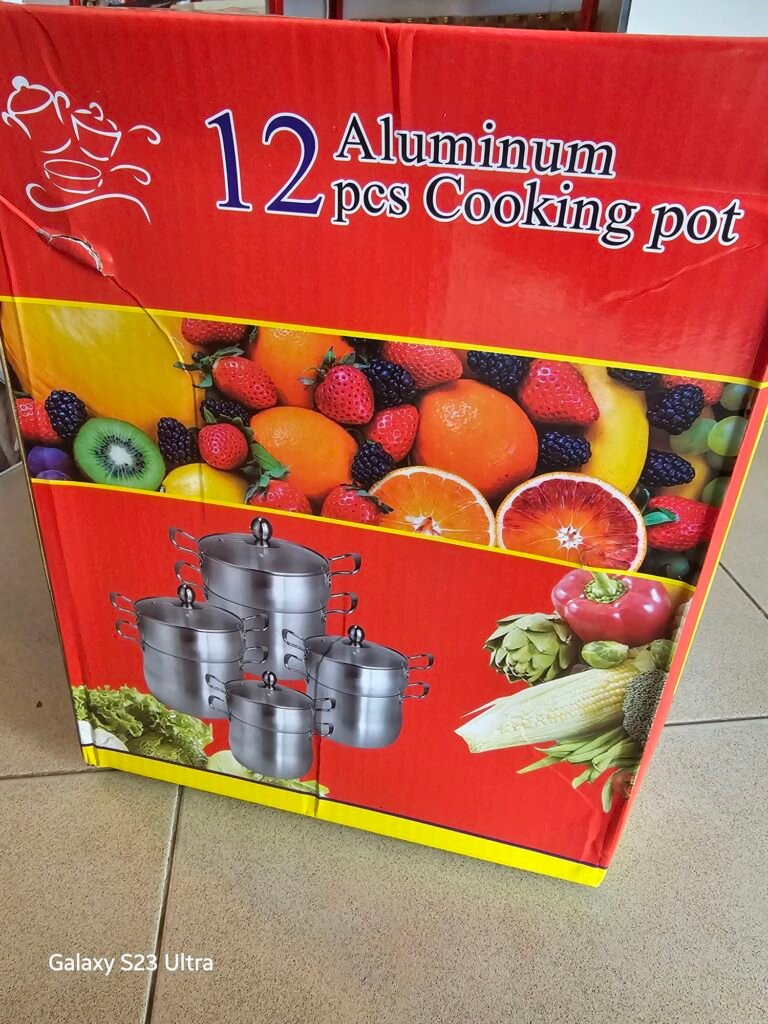 12 Aluminum
pcs Cooking pot
Galaxy S23 Ultra